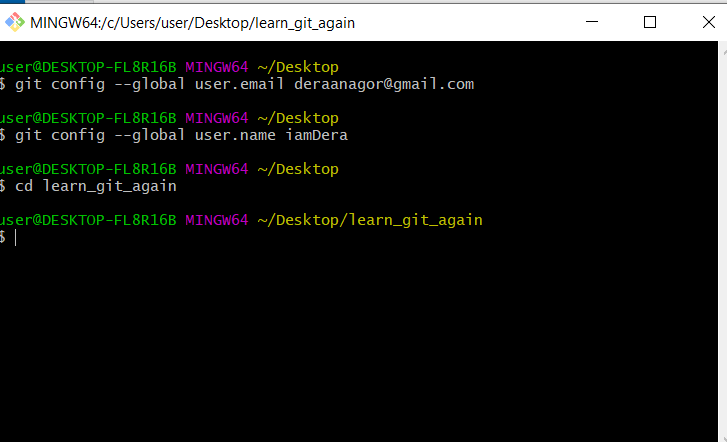 MINGW64:/c/Users/user/Desktop/learn_git_again
user@DESKTOP-FL8R16B MINGW64 ~/Desktop
$ git config --global user.email deraanagor@gmail.com
user@DESKTOP-FL8R16B MINGW64 ~/Desktop
$ git config --global user.name iamDera
user@DESKTOP-FL8R16B MINGW64 ~/Desktop
$ cd learn_git_again
user@DESKTOP-FL8R16B MINGW64 ~/Desktop/learn_git_again
$